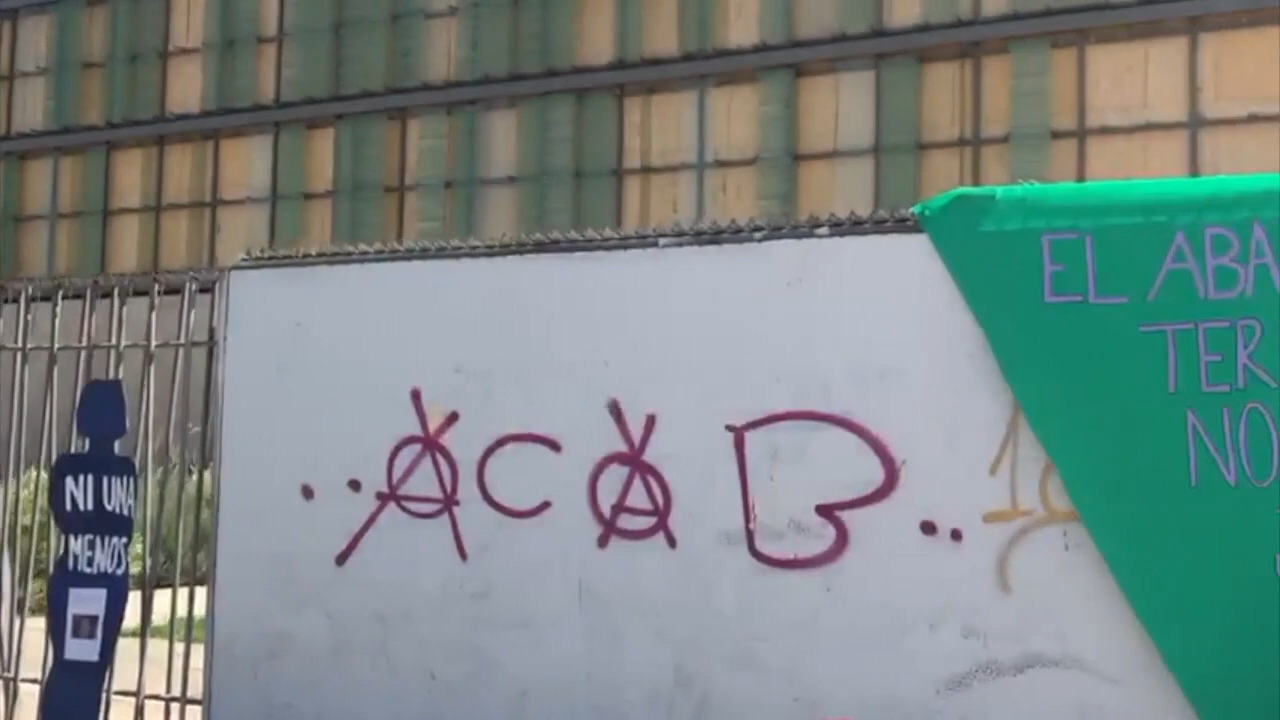 NI UNA
MENOS
..ACAB..
EL ABA
TER
NO